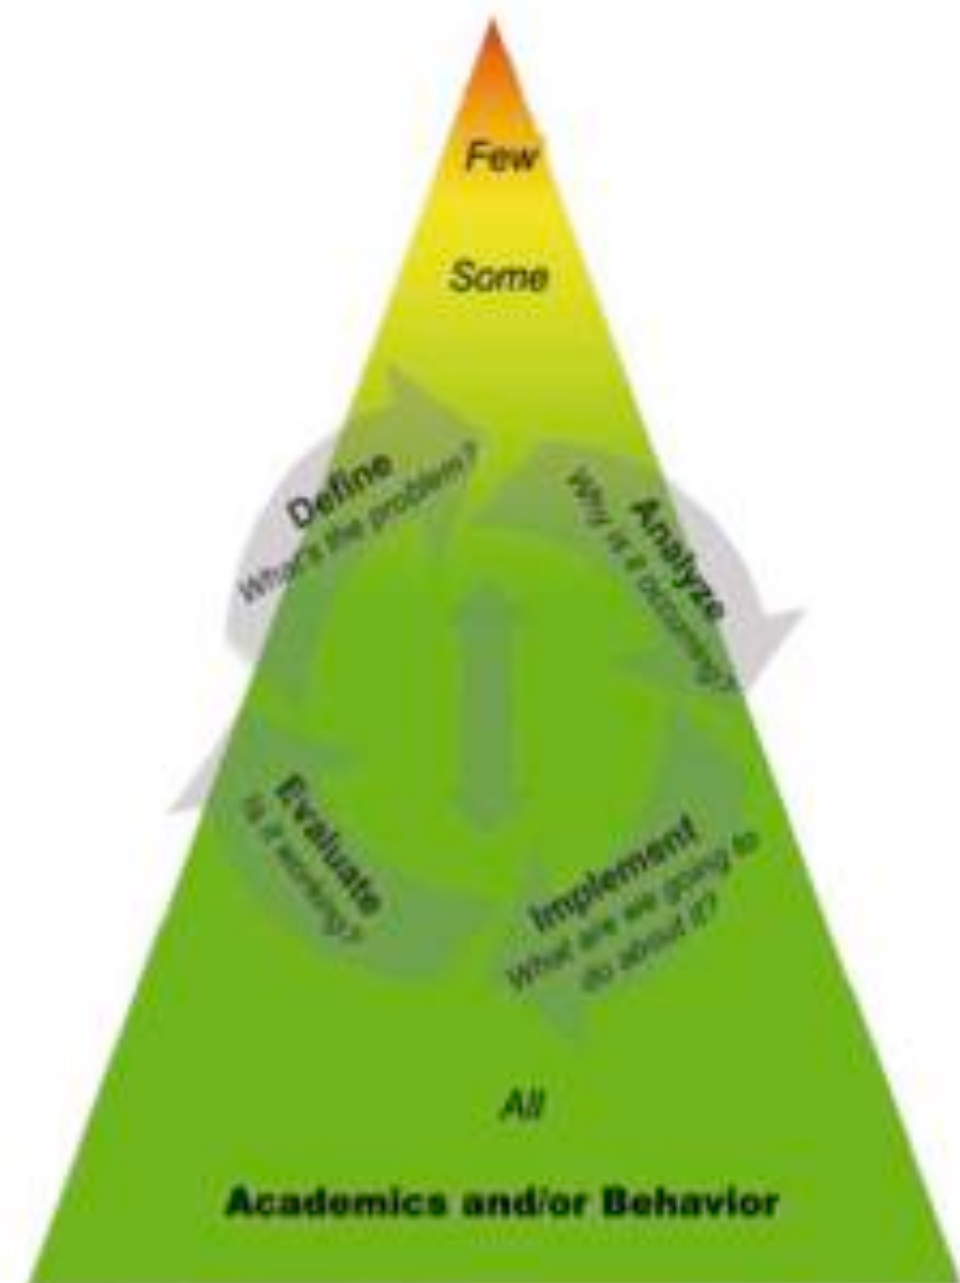 Few
Some
Define
What's the problem?
Analyze
Why is it occurring?
Evaluate
Is it working?
Implement
What are we going to
do about it?
All
Academics and/or Behavior